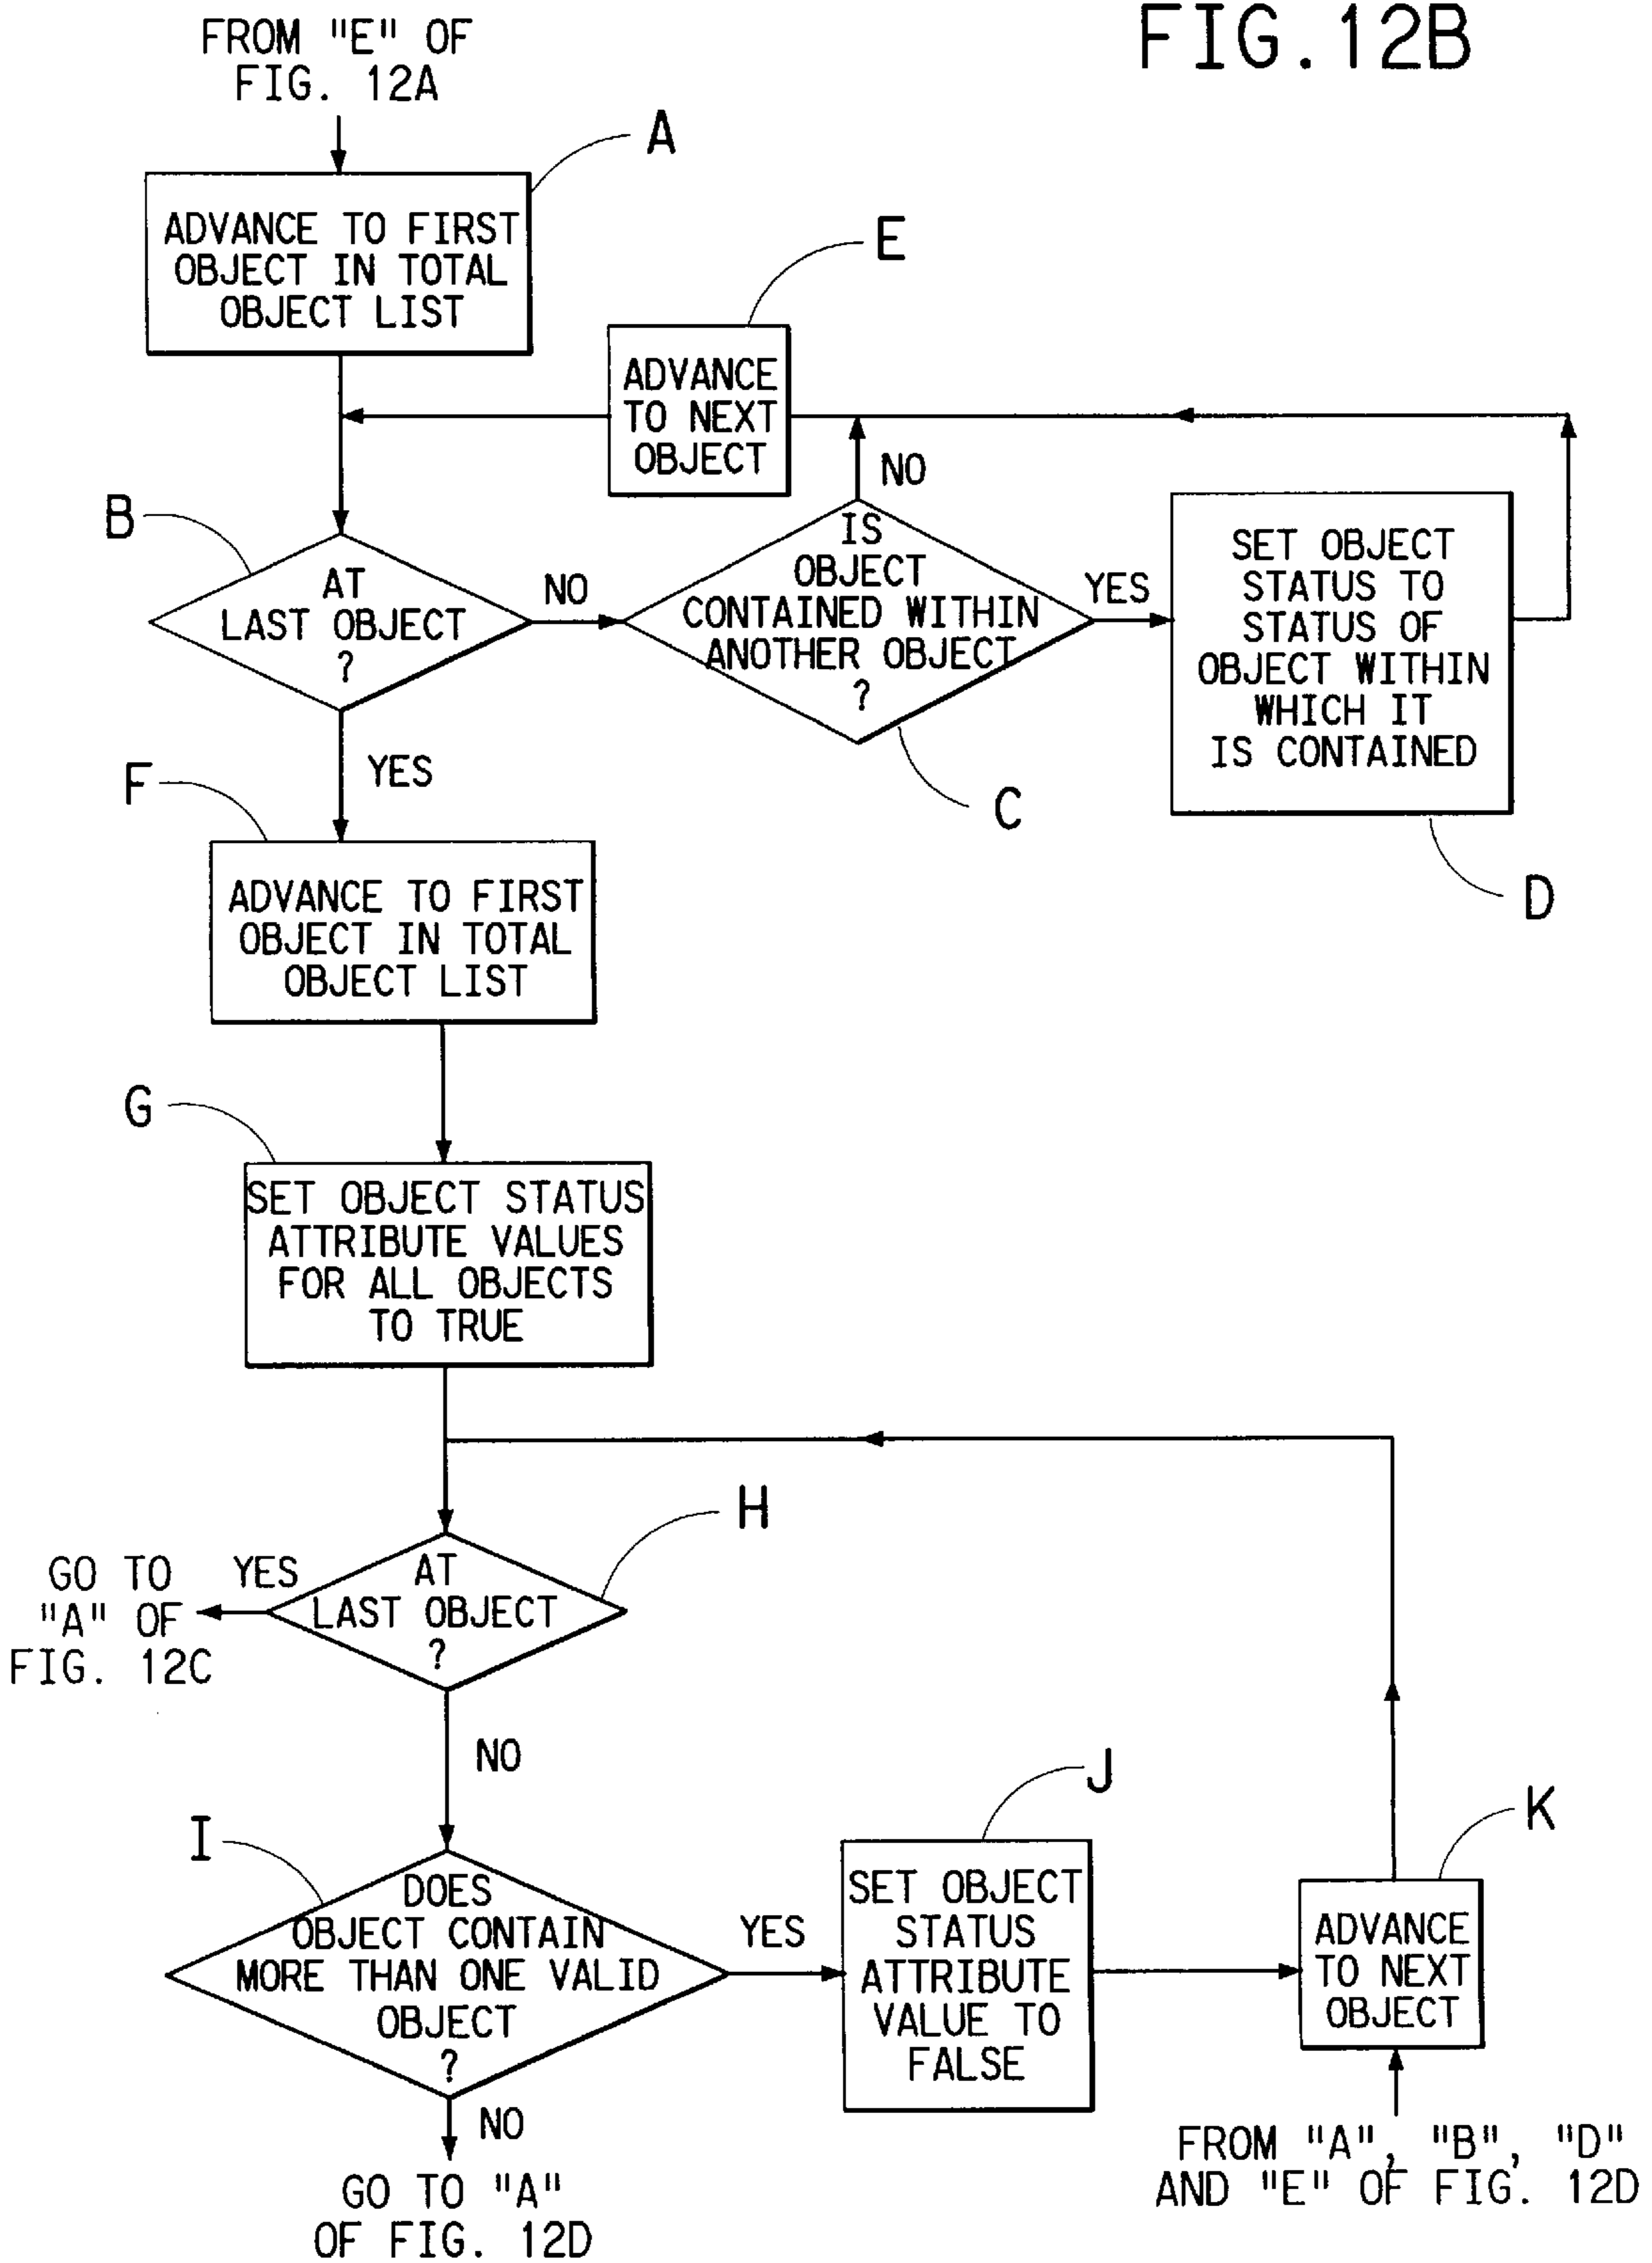 FIG.12B
FROM "E" OF
FIG. 12A
A
ADVANCE TO FIRST
OBJECT IN TOTAL
OBJECT LIST
E
ADVANCE
TO NEXT
OBJECT
NO
B
AT
LAST OBJECT
?
NO
IS
OBJECT
CONTAINED WITHIN
ANOTHER OBJECT
?
YES
SET OBJECT
STATUS TO
STATUS OF
OBJECT WITHIN
WHICH IT
IS CONTAINED
C
D
YES
F
ADVANCE TO FIRST
OBJECT IN TOTAL
OBJECT LIST
G
SET OBJECT STATUS
ATTRIBUTE VALUES
FOR ALL OBJECTS
TO TRUE
H
AT
LAST OBJECT
?
YES
GO TO
"A" OF
FIG. 12C
NO
I
DOES
OBJECT CONTAIN
MORE THAN ONE VALID
OBJECT
?
YES
J
SET OBJECT
STATUS
ATTRIBUTE
VALUE TO
FALSE
K
ADVANCE
TO NEXT
OBJECT
NO
GO TO "A"
OF FIG. 12D
FROM "A", "B", "D"
AND "E" OF FIG. 12D